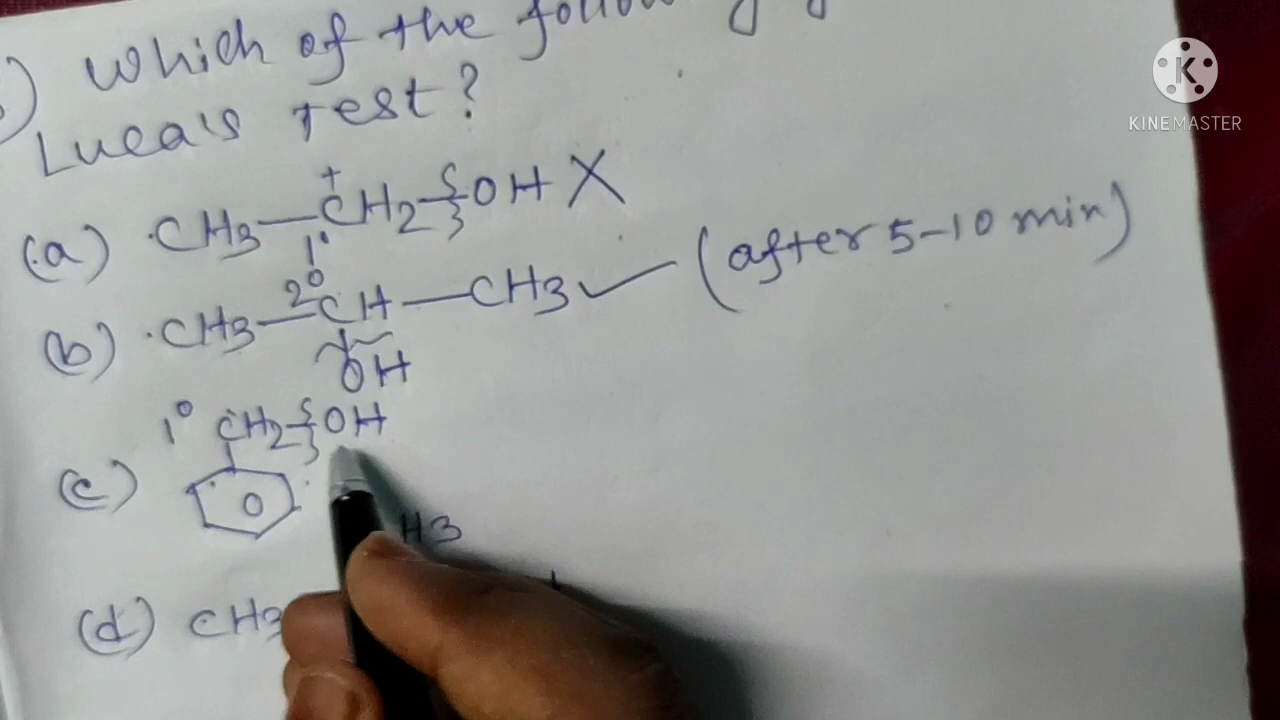 ) Which of the
Luca's Test?
(a) CH3—CH2—OH X
+
1°
(b) CH3—CH—CH3 ✓ (after 5-10 min)
2°
OH
1° CH2—OH
(c)
H3
(d) CH3
KINEMASTER